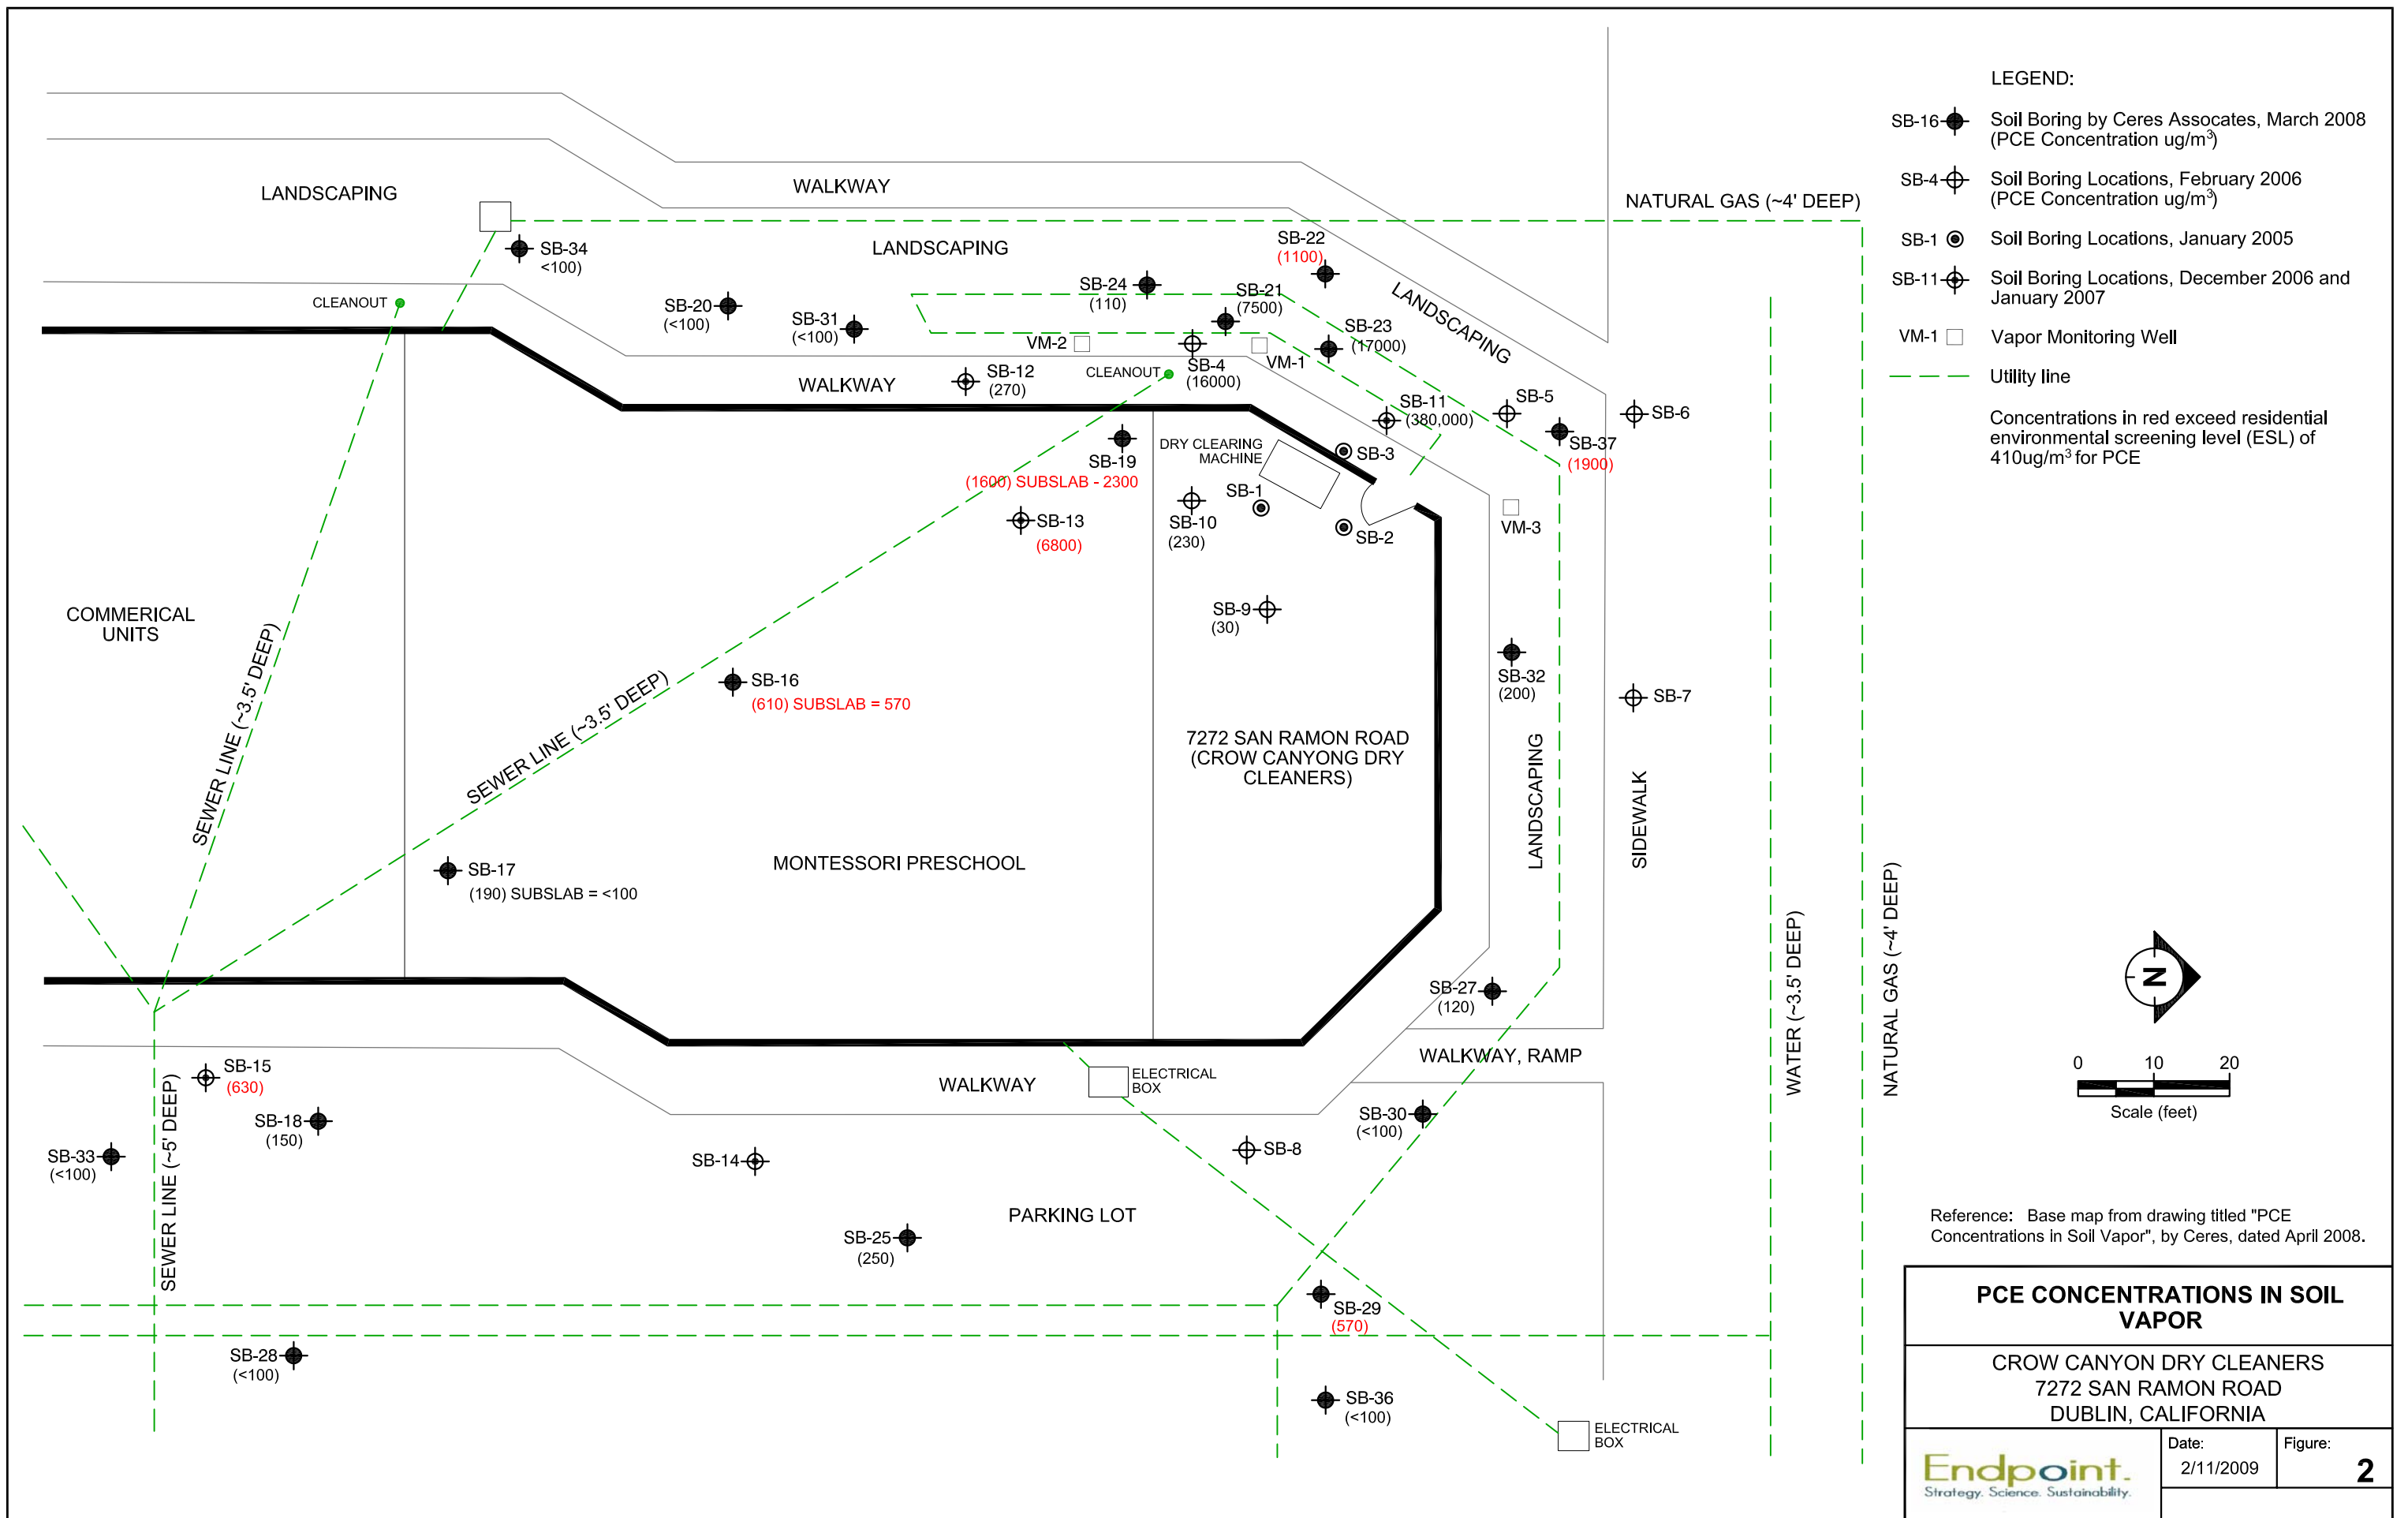 LEGEND:
SB-16
Soil Boring by Ceres Assocates, March 2008
(PCE Concentration ug/m³)
SB-4
Soil Boring Locations, February 2006
(PCE Concentration ug/m³)
SB-1
Soil Boring Locations, January 2005
SB-11
Soil Boring Locations, December 2006 and
January 2007
VM-1
Vapor Monitoring Well
Utility line
Concentrations in red exceed residential
environmental screening level (ESL) of
410ug/m³ for PCE
LANDSCAPING
WALKWAY
NATURAL GAS (~4' DEEP)
SB-34
<100)
LANDSCAPING
SB-22
(1100)
CLEANOUT
SB-20
(<100)
SB-31
(<100)
SB-24
(110)
SB-21
(7500)
LANDSCAPING
SB-23
(17000)
VM-2
VM-1
SB-4
(16000)
CLEANOUT
WALKWAY
SB-12
(270)
SB-11
(380,000)
SB-5
SB-6
SB-37
(1900)
SB-19
(1600) SUBSLAB - 2300
DRY CLEARING
MACHINE
SB-3
SB-1
SB-13
(6800)
SB-10
(230)
SB-2
VM-3
COMMERICAL
UNITS
SB-9
(30)
SEWER LINE (~3.5' DEEP)
SEWER LINE (~3.5' DEEP)
SB-16
(610) SUBSLAB = 570
SB-32
(200)
SB-7
7272 SAN RAMON ROAD
(CROW CANYONG DRY
CLEANERS)
LANDSCAPING
SIDEWALK
SB-17
(190) SUBSLAB = <100
MONTESSORI PRESCHOOL
WATER (~3.5' DEEP)
NATURAL GAS (~4' DEEP)
N
SB-27
(120)
WALKWAY, RAMP
0 10 20
Scale (feet)
SB-15
(630)
WALKWAY
ELECTRICAL
BOX
SB-18
(150)
SB-33
(<100)
SEWER LINE (~5' DEEP)
SB-14
SB-8
SB-30
(<100)
PARKING LOT
SB-25
(250)
SB-29
(570)
SB-28
(<100)
SB-36
(<100)
ELECTRICAL
BOX
Reference: Base map from drawing titled "PCE
Concentrations in Soil Vapor", by Ceres, dated April 2008.
PCE CONCENTRATIONS IN SOIL
VAPOR
CROW CANYON DRY CLEANERS
7272 SAN RAMON ROAD
DUBLIN, CALIFORNIA
Endpoint.
Strategy. Science. Sustainability.
Date:
2/11/2009
Figure:
2